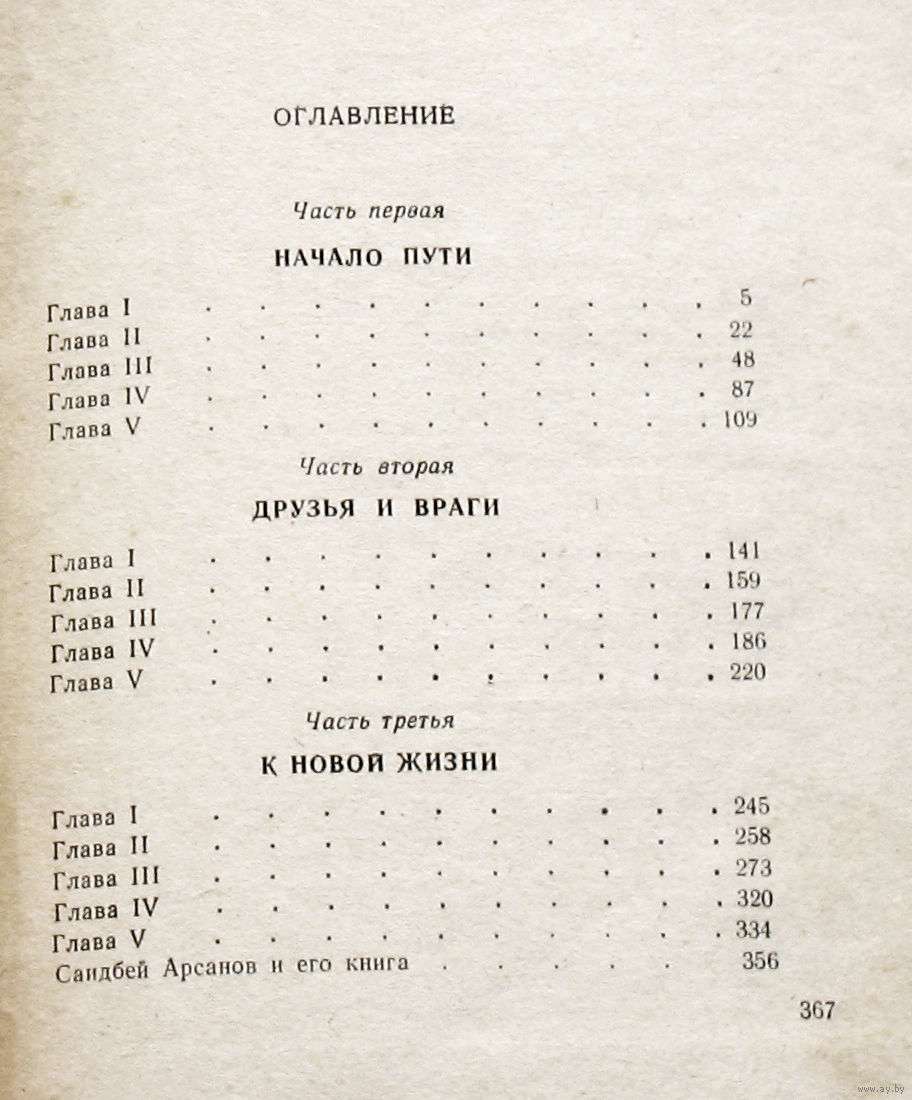 ОГЛАВЛЕНИЕ
Часть первая
НАЧАЛО ПУТИ
Глава I . . . . . . . . . . 5
Глава II . . . . . . . . . . 22
Глава III . . . . . . . . . . 48
Глава IV . . . . . . . . . . 87
Глава V . . . . . . . . . . 109
Часть вторая
ДРУЗЬЯ И ВРАГИ
Глава I . . . . . . . . . . 141
Глава II . . . . . . . . . . 159
Глава III . . . . . . . . . . 177
Глава IV . . . . . . . . . . 186
Глава V . . . . . . . . . . 220
Часть третья
К НОВОЙ ЖИЗНИ
Глава I . . . . . . . . . . 245
Глава II . . . . . . . . . . 258
Глава III . . . . . . . . . . 273
Глава IV . . . . . . . . . . 320
Глава V . . . . . . . . . . 334
Саидбей Арсанов и его книга . . . . . 356
367
www.ay.by